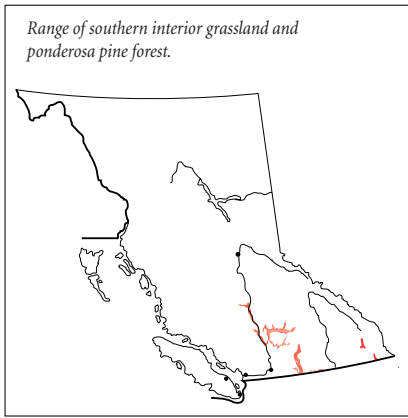 Range of southern interior grassland and
ponderosa pine forest.